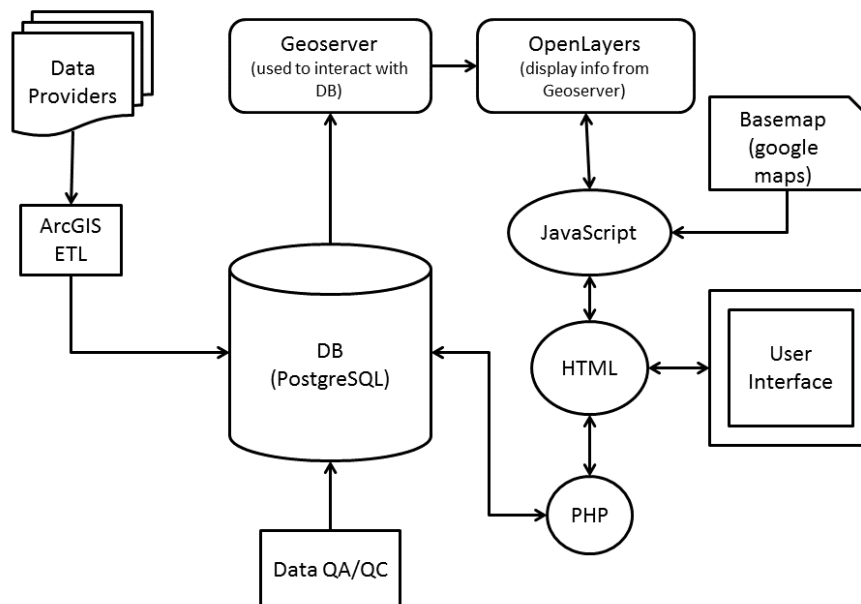 Data
Providers
Geoserver
(used to interact with
DB)
OpenLayers
(display info from
Geoserver)
Basemap
(google
maps)
ArcGIS
ETL
JavaScript
DB
(PostgreSQL)
HTML
User
Interface
PHP
Data QA/QC